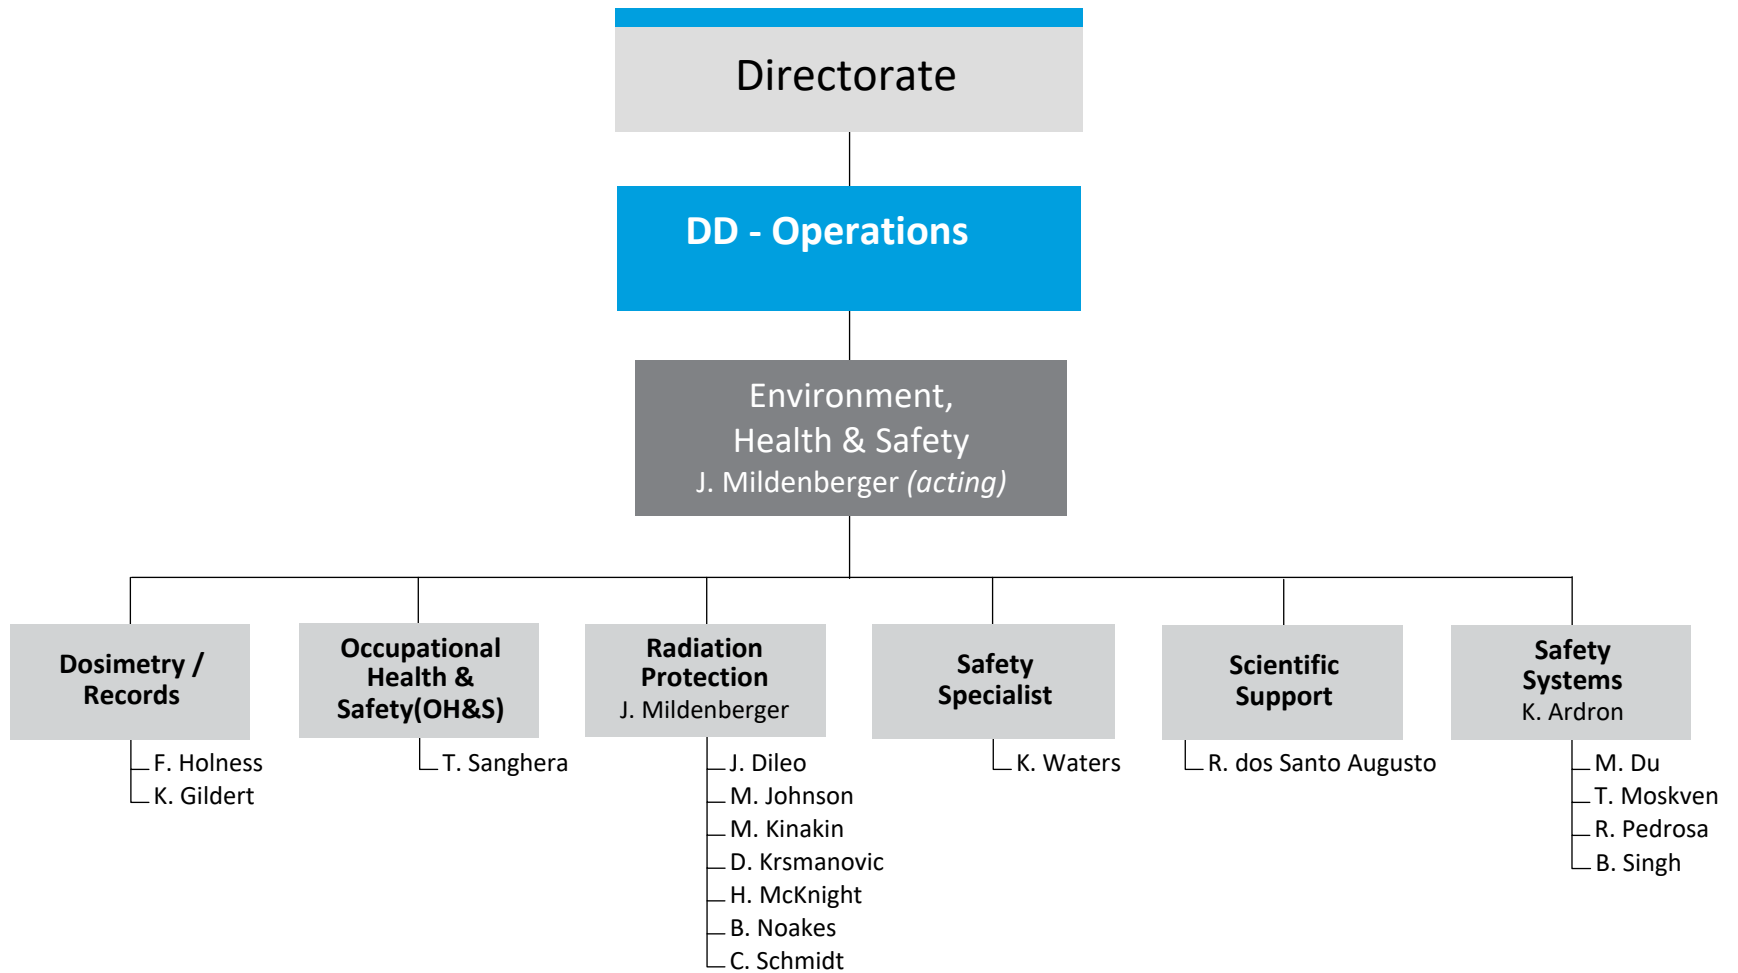 Directorate
DD - Operations
Environment,
Health & Safety
J. Mildenberger (acting)
Dosimetry /
Records
F. Holness
K. Gildert
Occupational
Health &
Safety(OH&S)
T. Sanghera
Radiation
Protection
J. Mildenberger
J. Dileo
M. Johnson
M. Kinakin
D. Krsmanovic
H. McKnight
B. Noakes
C. Schmidt
Safety
Specialist
K. Waters
Scientific
Support
R. dos Santo Augusto
Safety
Systems
K. Ardron
M. Du
T. Moskven
R. Pedrosa
B. Singh